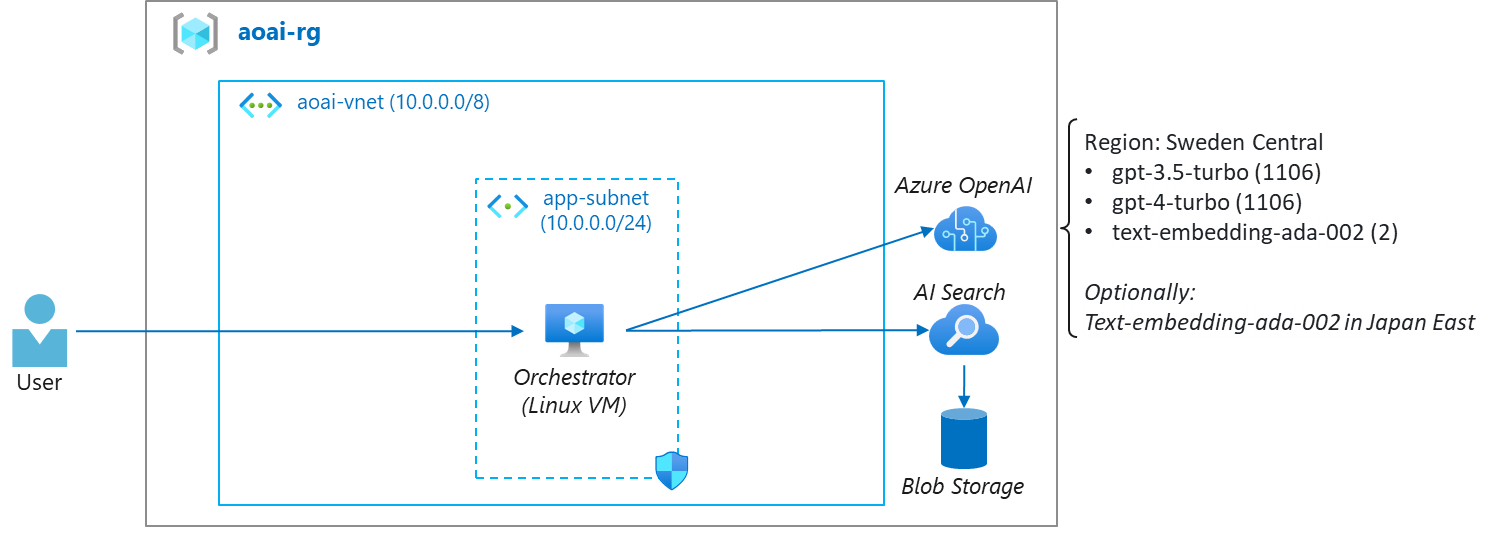 aoai-rg
aoai-vnet (10.0.0.0/8)
app-subnet
(10.0.0.0/24)
Orchestrator
(Linux VM)
User
Azure OpenAI
AI Search
Blob Storage
Region: Sweden Central
• gpt-3.5-turbo (1106)
• gpt-4-turbo (1106)
• text-embedding-ada-002 (2)
Optionally:
Text-embedding-ada-002 in Japan East